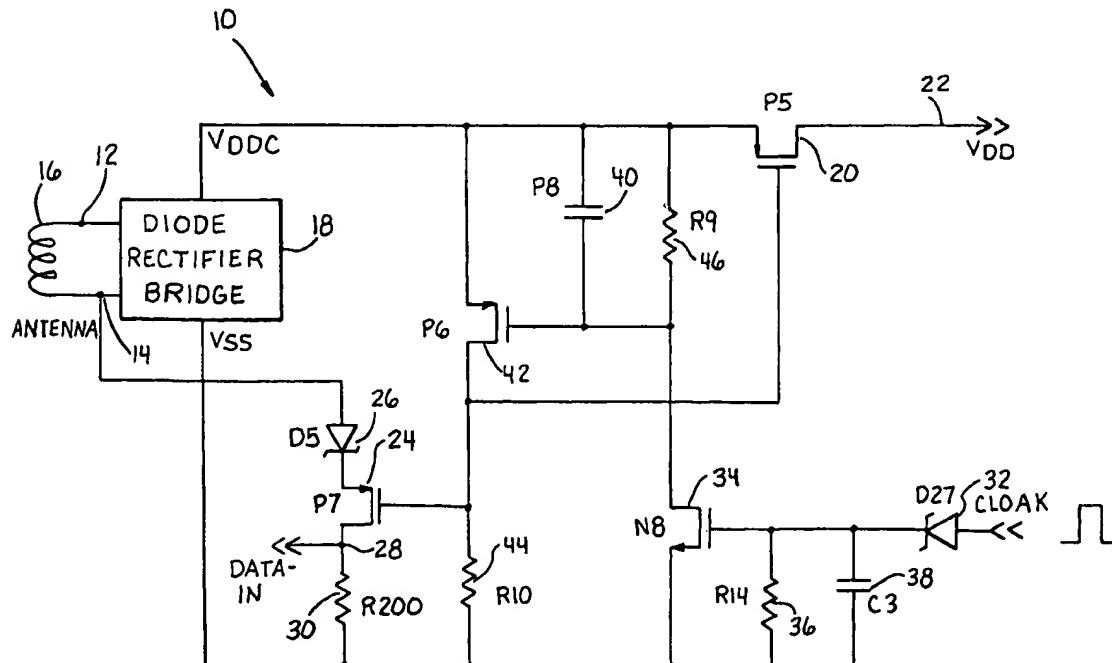 10
22
P5
VDDC
VDD
20
16
12
P8
40
R9
46
DIODE
RECTIFIER
BRIDGE
18
P6
42
ANTENNA
14
VSS
26
D5
24
34
D27
32
CLOAK
P7
N8
DATA-
IN
28
44
38
30
R200
R10
R14
36
C3